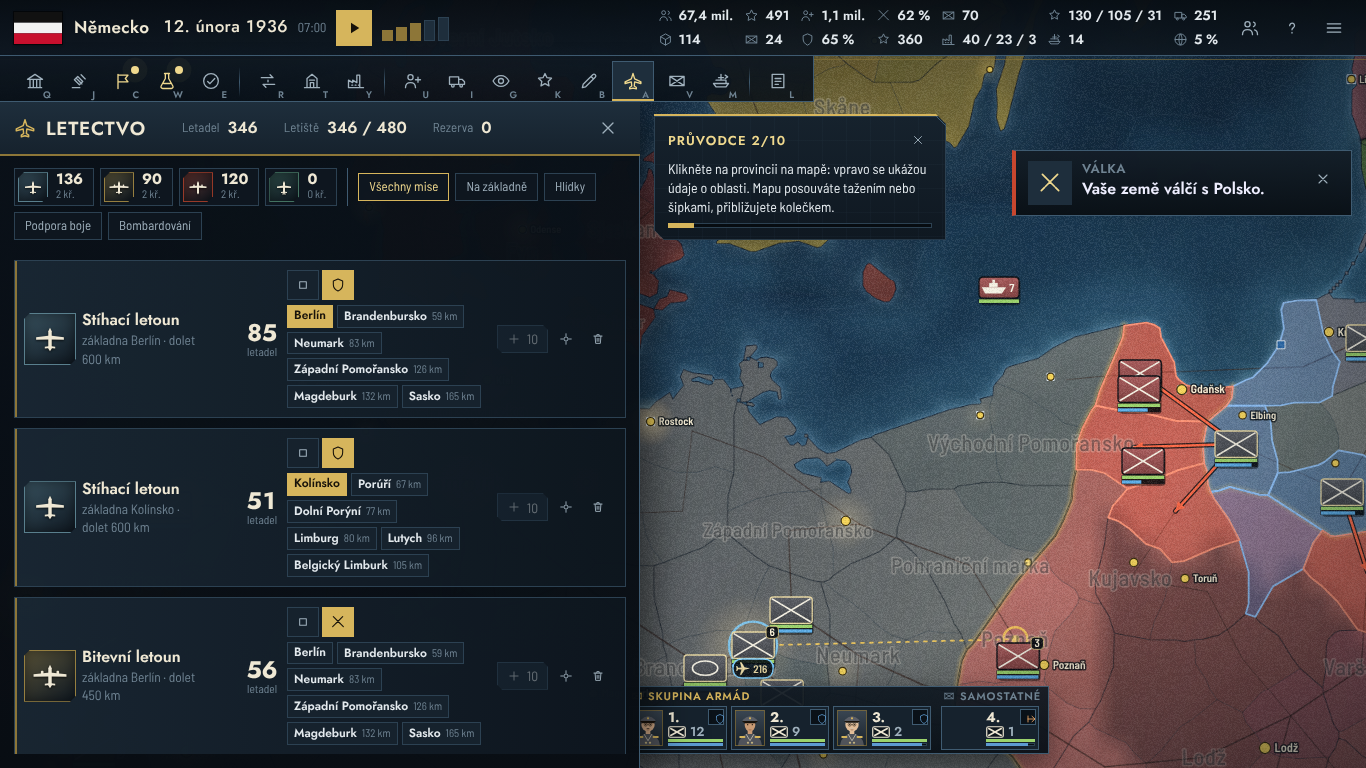 Německo 12. února 1936 07:00
67,4 mil. 491 1,1 mil. 62 % 70 130 / 105 / 31 251
114 24 65 % 360 40 / 23 / 3 14 5 %
?
Q J C W E R T Y U I G K B A V M L
LETECTVO Letadel 346 Letiště 346 / 480 Rezerva 0
136 2 kř.
90 2 kř.
120 2 kř.
0 0 kř.
Všechny mise Na základně Hlídky
Podpora boje Bombardování
Stíhací letoun
základna Berlín · dolet
600 km
85
letadel
Berlín Brandenbursko 59 km
Neumark 83 km
Západní Pomořansko 126 km
Magdeburk 132 km Sasko 165 km
+ 10
Stíhací letoun
základna Kolínsko ·
dolet 600 km
51
letadel
Kolínsko Porúří 67 km
Dolní Porýní 77 km
Limburg 80 km Lutych 96 km
Belgický Limburk 105 km
+ 10
Bitevní letoun
základna Berlín · dolet
450 km
56
letadel
Berlín Brandenbursko 59 km
Neumark 83 km
Západní Pomořansko 126 km
Magdeburk 132 km Sasko 165 km
+ 10
PRŮVODCE 2/10
Klikněte na provincii na mapě: vpravo se ukážou
údaje o oblasti. Mapu posouváte tažením nebo
šipkami, přibližujete kolečkem.
VÁLKA
Vaše země válčí s Polskem.
Skåne
7
Rostock
Gdaňsk
Elbing
Východní Pomořansko
Západní Pomořansko
Pohraniční marka
Kujavsko
Toruň
Neumark
6
216
3
Poznaň
Lodž
Lodž
SKUPINA ARMÁD SAMOSTATNÉ
1. 12
2. 9
3. 2
4. 1